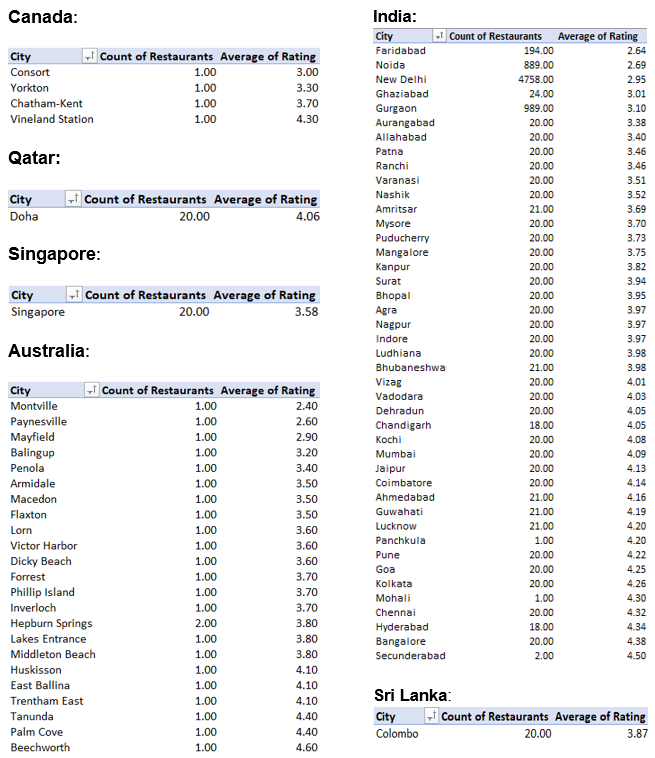 Canada:
City Count of Restaurants Average of Rating
Consort 1.00 3.00
Yorkton 1.00 3.30
Chatham-Kent 1.00 3.70
Vineland Station 1.00 4.30
Qatar:
City Count of Restaurants Average of Rating
Doha 20.00 4.06
Singapore:
City Count of Restaurants Average of Rating
Singapore 20.00 3.58
Australia:
City Count of Restaurants Average of Rating
Montville 1.00 2.40
Paynesville 1.00 2.60
Mayfield 1.00 2.90
Balingup 1.00 3.20
Penola 1.00 3.40
Armidale 1.00 3.50
Macedon 1.00 3.50
Flaxton 1.00 3.50
Lorn 1.00 3.60
Victor Harbor 1.00 3.60
Dicky Beach 1.00 3.60
Forrest 1.00 3.70
Phillip Island 1.00 3.70
Inverloch 1.00 3.70
Hepburn Springs 2.00 3.80
Lakes Entrance 1.00 3.80
Middleton Beach 1.00 3.80
Huskisson 1.00 4.10
East Ballina 1.00 4.10
Trentham East 1.00 4.10
Tanunda 1.00 4.40
Palm Cove 1.00 4.40
Beechworth 1.00 4.60
India:
City Count of Restaurants Average of Rating
Faridabad 194.00 2.64
Noida 889.00 2.69
New Delhi 4758.00 2.95
Ghaziabad 24.00 3.01
Gurgaon 989.00 3.10
Aurangabad 20.00 3.38
Allahabad 20.00 3.40
Patna 20.00 3.46
Ranchi 20.00 3.46
Varanasi 20.00 3.51
Nashik 20.00 3.52
Amritsar 21.00 3.69
Mysore 20.00 3.70
Puducherry 20.00 3.73
Mangalore 20.00 3.75
Kanpur 20.00 3.82
Surat 20.00 3.94
Bhopal 20.00 3.95
Agra 20.00 3.97
Nagpur 20.00 3.97
Indore 20.00 3.97
Ludhiana 20.00 3.98
Bhubaneshwa 21.00 3.98
Vizag 20.00 4.01
Vadodara 20.00 4.03
Dehradun 20.00 4.05
Chandigarh 18.00 4.05
Kochi 20.00 4.08
Mumbai 20.00 4.09
Jaipur 20.00 4.13
Coimbatore 20.00 4.14
Ahmedabad 21.00 4.16
Guwahati 21.00 4.19
Lucknow 21.00 4.20
Panchkula 1.00 4.20
Pune 20.00 4.22
Goa 20.00 4.25
Kolkata 20.00 4.26
Mohali 1.00 4.30
Chennai 20.00 4.32
Hyderabad 18.00 4.34
Bangalore 20.00 4.38
Secunderabad 2.00 4.50
Sri Lanka:
City Count of Restaurants Average of Rating
Colombo 20.00 3.87